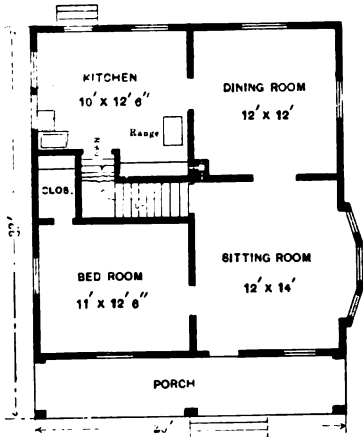 KITCHEN
10' X 12' 6"
DINING ROOM
12' X 12'
Range
CLOS.
SITTING ROOM
12' X 14'
BED ROOM
11' X 12' 6"
PORCH